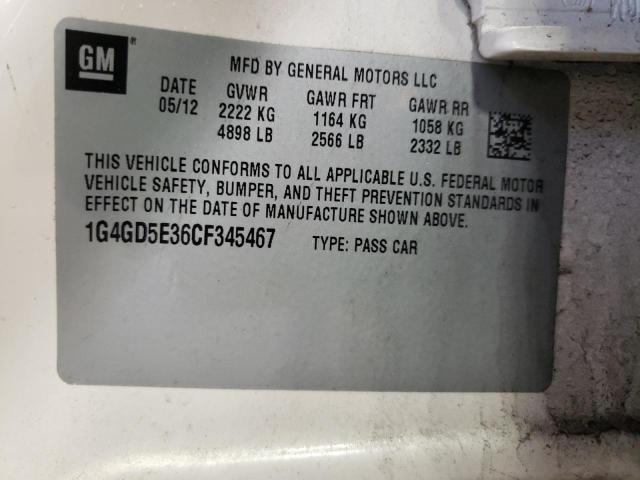 GM
MFD BY GENERAL MOTORS LLC
DATE GVWR GAWR FRT GAWR RR
05/12 2222 KG 1164 KG 1058 KG
4898 LB 2566 LB 2332 LB
THIS VEHICLE CONFORMS TO ALL APPLICABLE U.S. FEDERAL MOTOR
VEHICLE SAFETY, BUMPER, AND THEFT PREVENTION STANDARDS IN
EFFECT ON THE DATE OF MANUFACTURE SHOWN ABOVE.
1G4GD5E36CF345467 TYPE: PASS CAR